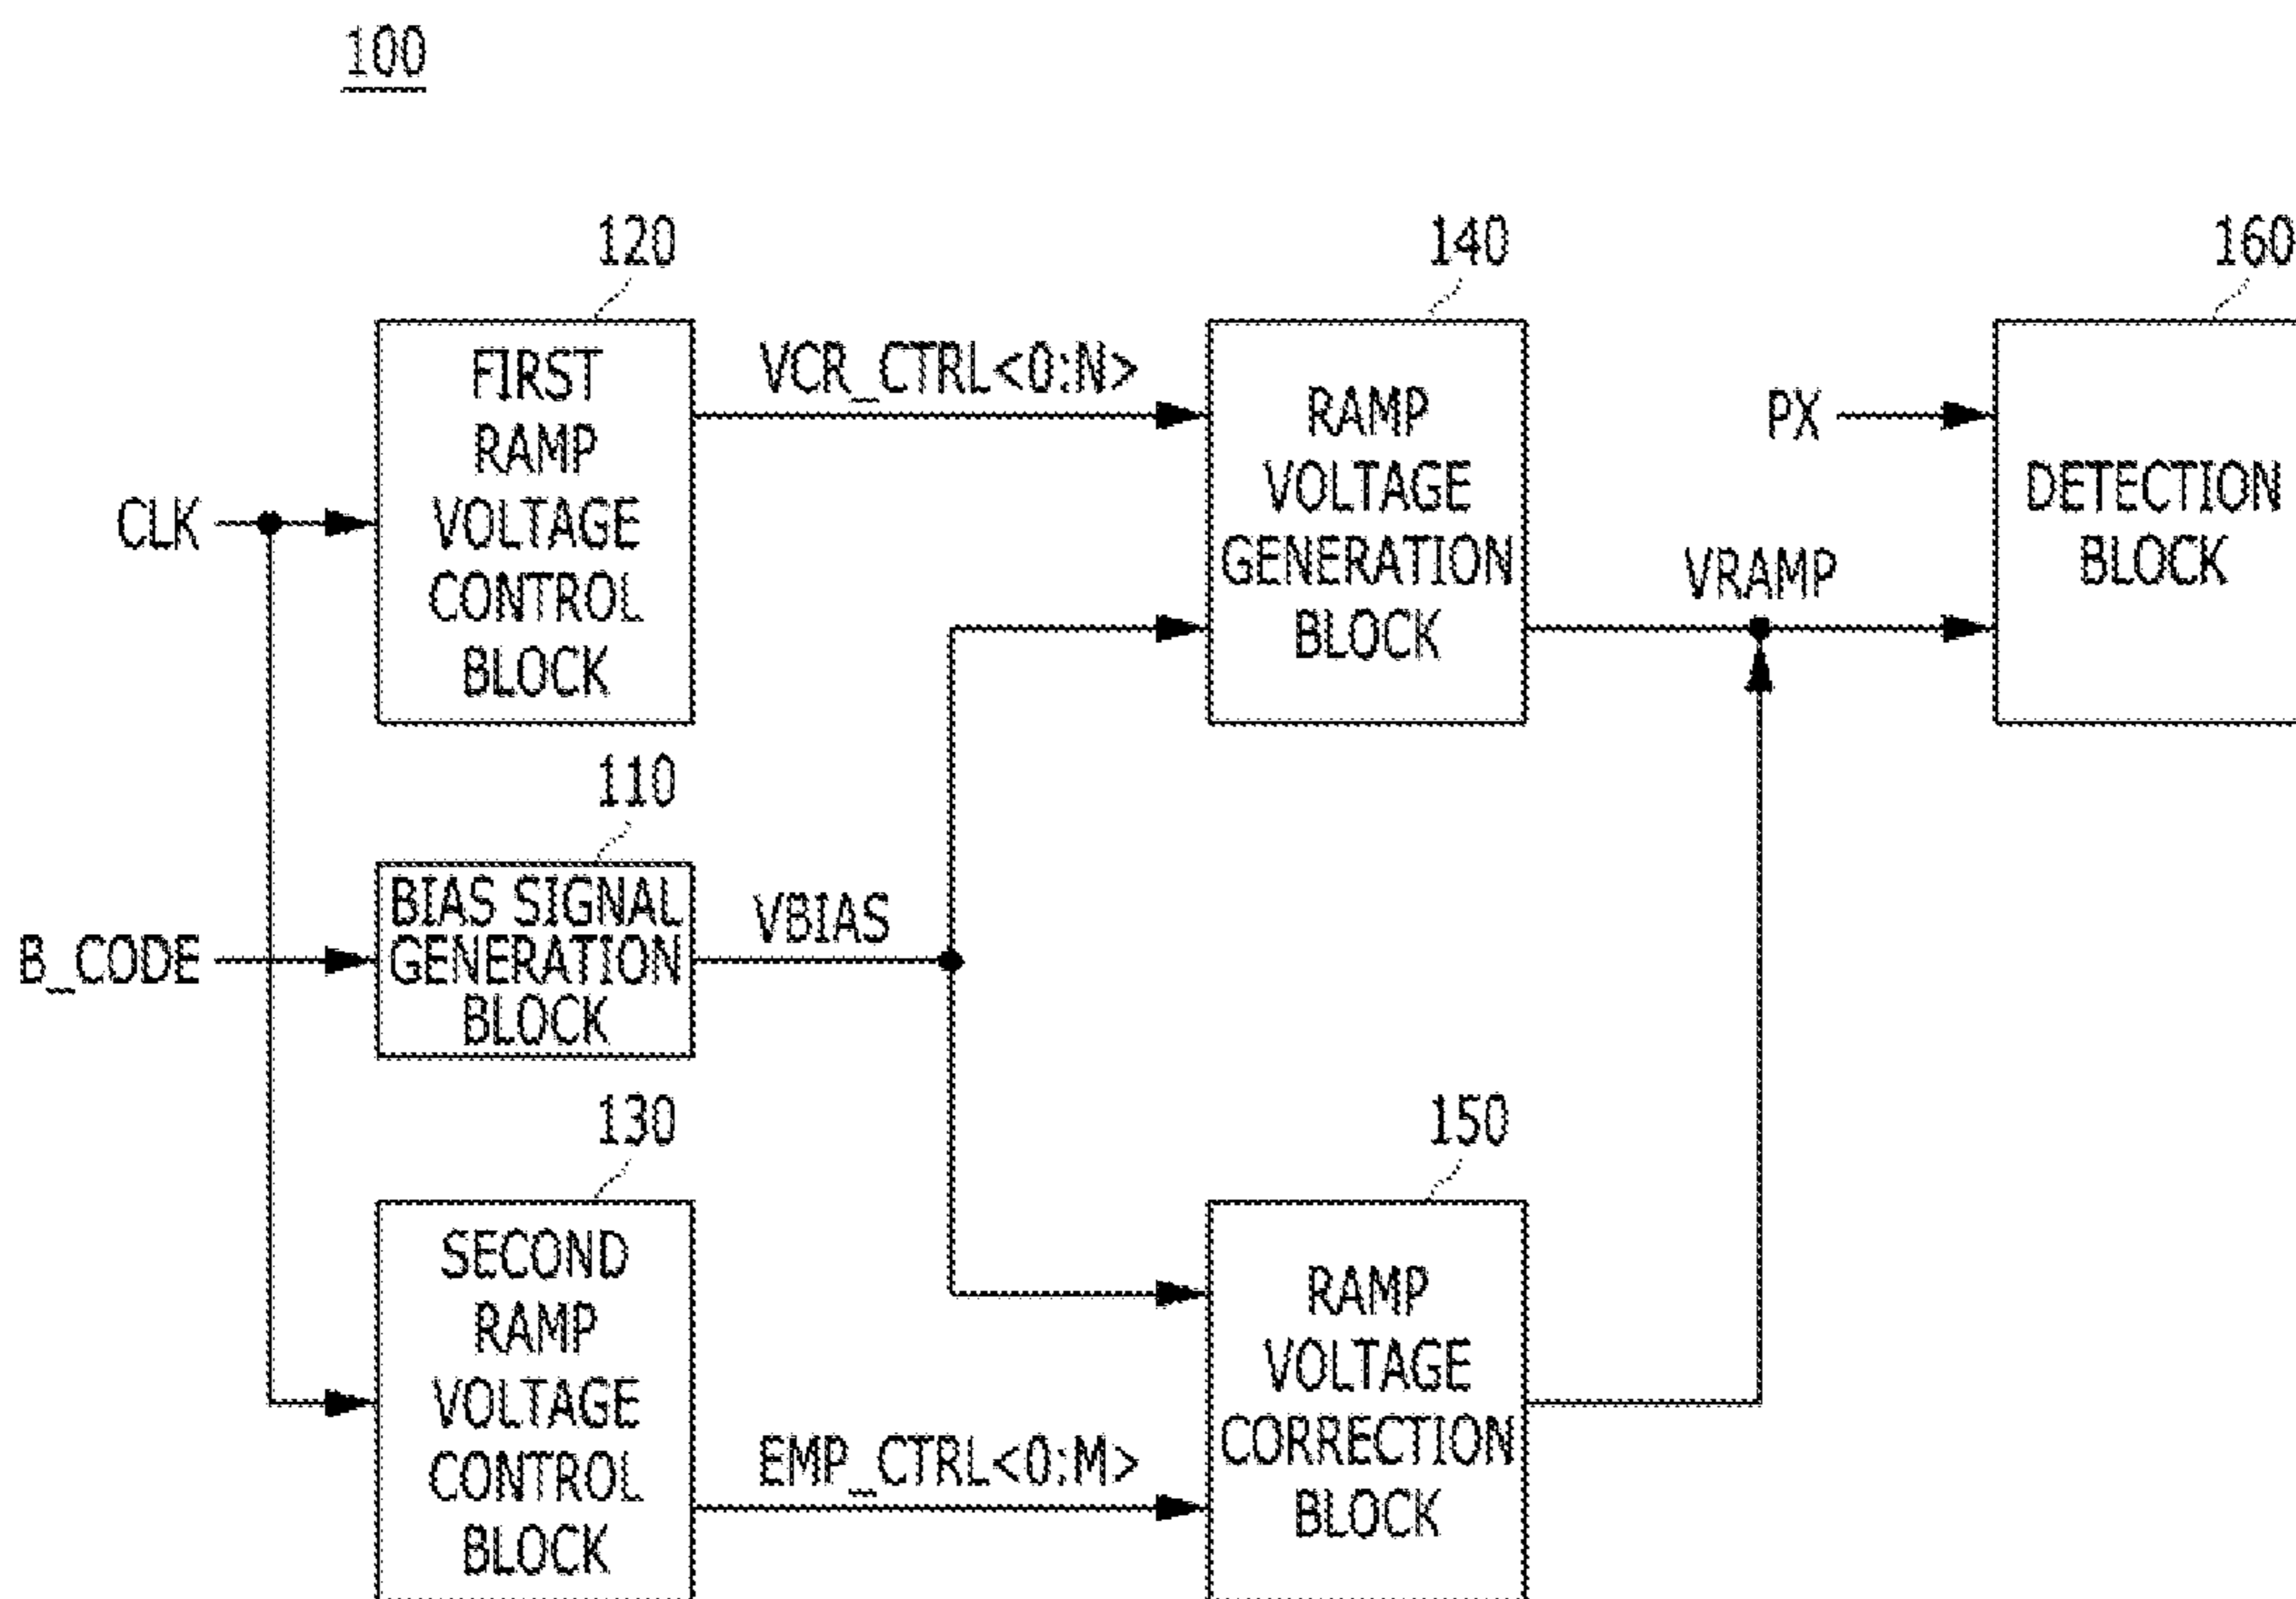 100
120
140
160
FIRST
RAMP
VOLTAGE
CONTROL
BLOCK
VCR_CTRL<0:N>
RAMP
VOLTAGE
GENERATION
BLOCK
PX
DETECTION
BLOCK
CLK
VRAMP
110
BIAS SIGNAL
GENERATION
BLOCK
B_CODE
VBIAS
130
150
SECOND
RAMP
VOLTAGE
CONTROL
BLOCK
EMP_CTRL<0:M>
RAMP
VOLTAGE
CORRECTION
BLOCK